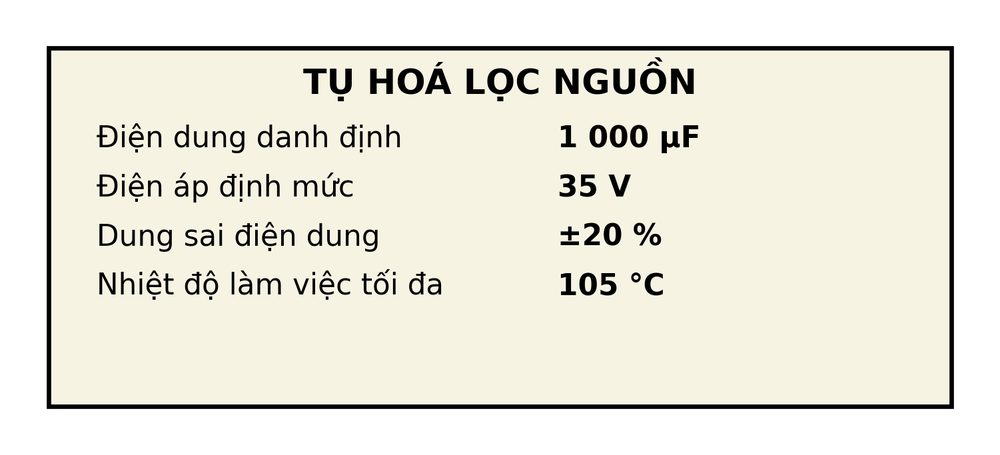 TỤ HOÁ LỌC NGUỒN
Điện dung danh định 1 000 µF
Điện áp định mức 35 V
Dung sai điện dung ±20 %
Nhiệt độ làm việc tối đa 105 °C